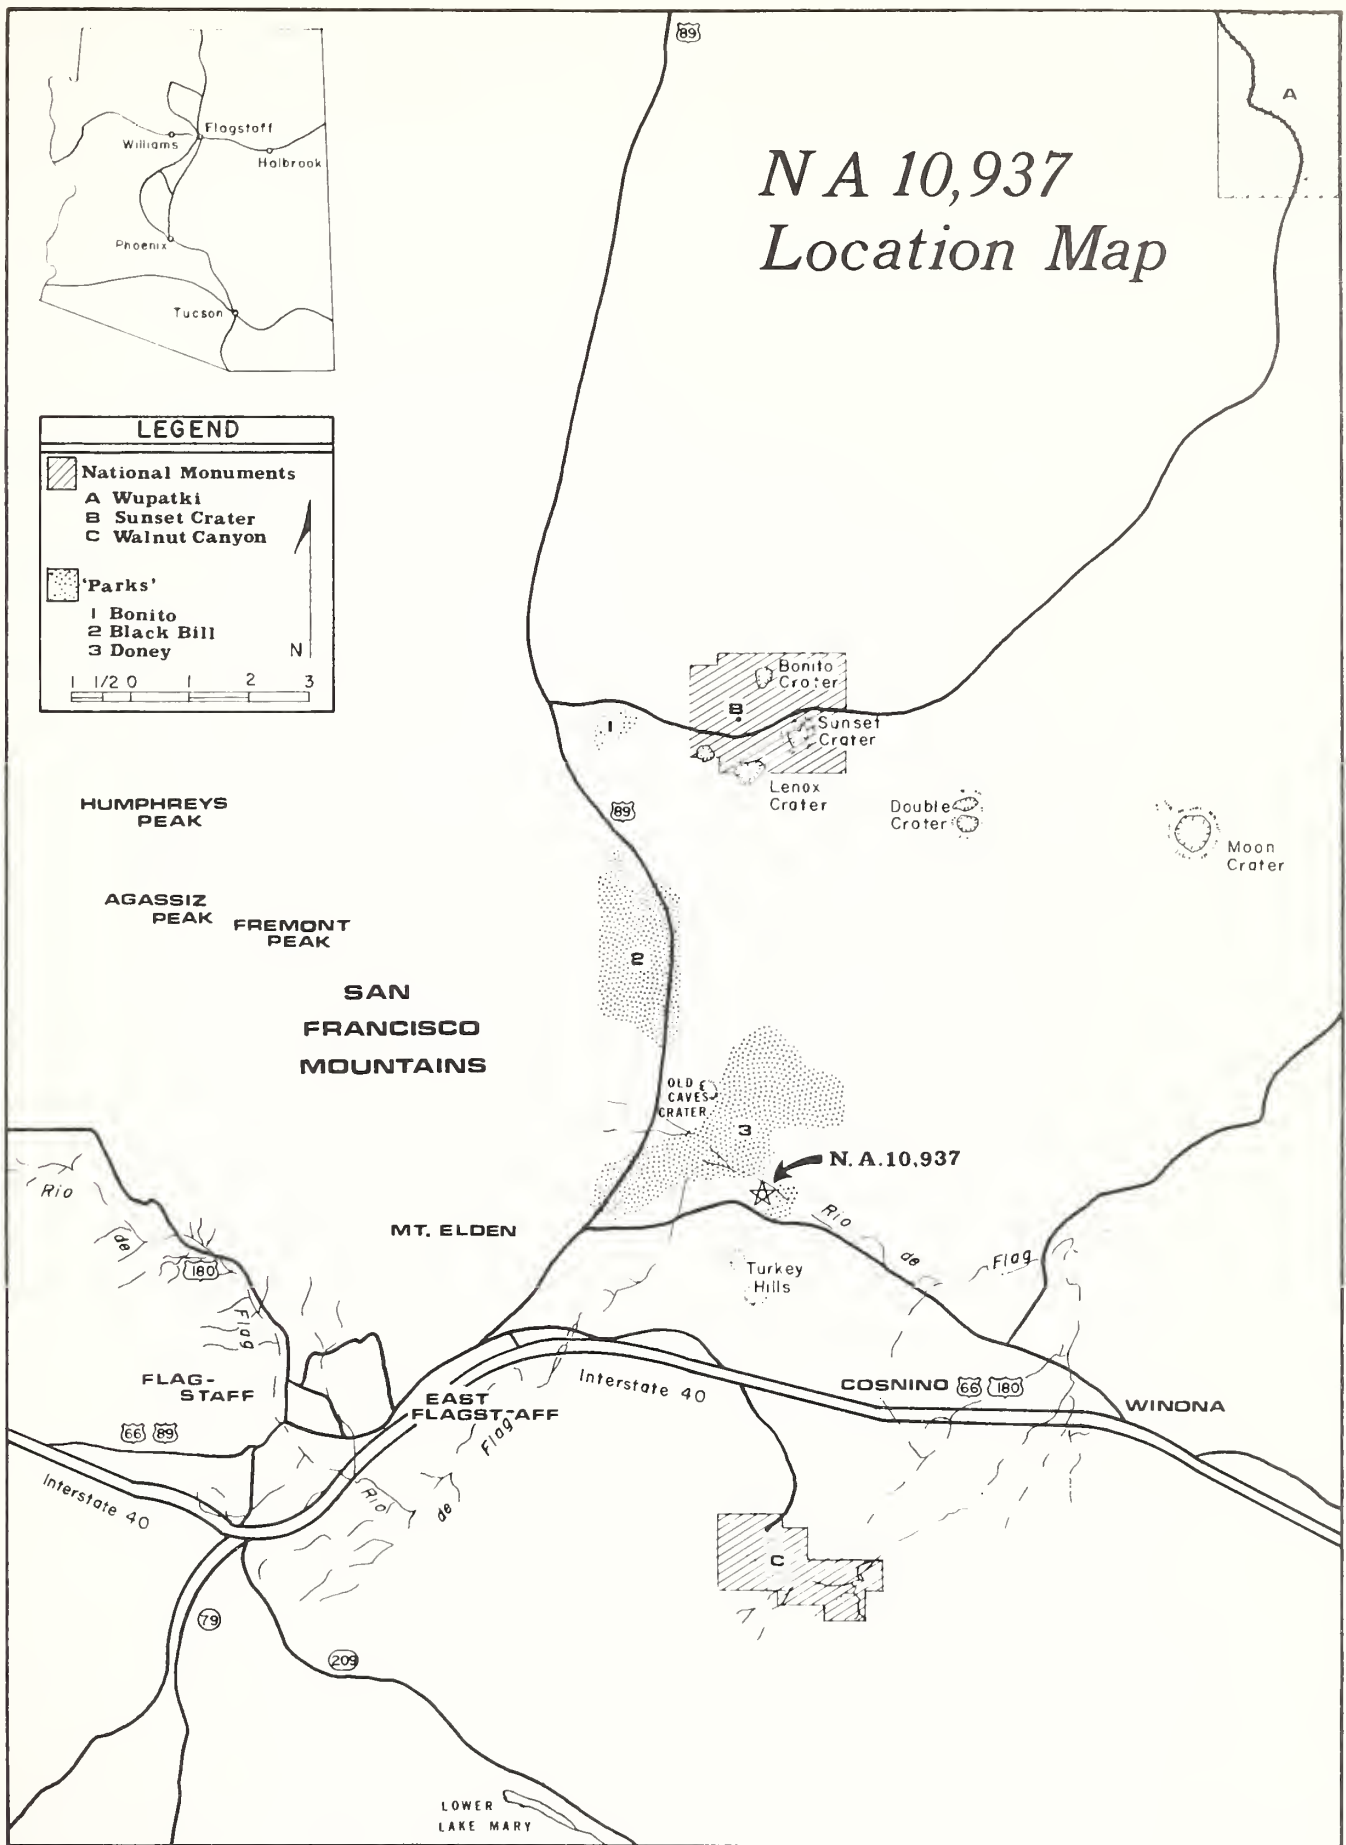 89
A
N A 10,937
Location Map
Flagstaff
Williams
Holbrook
Phoenix
Tucson
LEGEND
National Monuments
A Wupatki
B Sunset Crater
C Walnut Canyon
'Parks'
1 Bonito
2 Black Bill
3 Doney
N
1 1/2 0 1 2 3
Bonito
Crater
B
Sunset
Crater
1
Lenox
Crater
Double
Crater
Moon
Crater
89
HUMPHREYS
PEAK
AGASSIZ
PEAK
FREMONT
PEAK
2
SAN
FRANCISCO
MOUNTAINS
OLD
CAVES
CRATER
3
N.A.10,937
Rio
de
Flag
MT. ELDEN
Rio
de
Flag
180
Turkey
Hills
FLAG-
STAFF
EAST
FLAGSTAFF
Interstate 40
COSNINO 66 180
WINONA
66 89
Interstate 40
Rio
de
Flag
C
79
209
LOWER
LAKE MARY